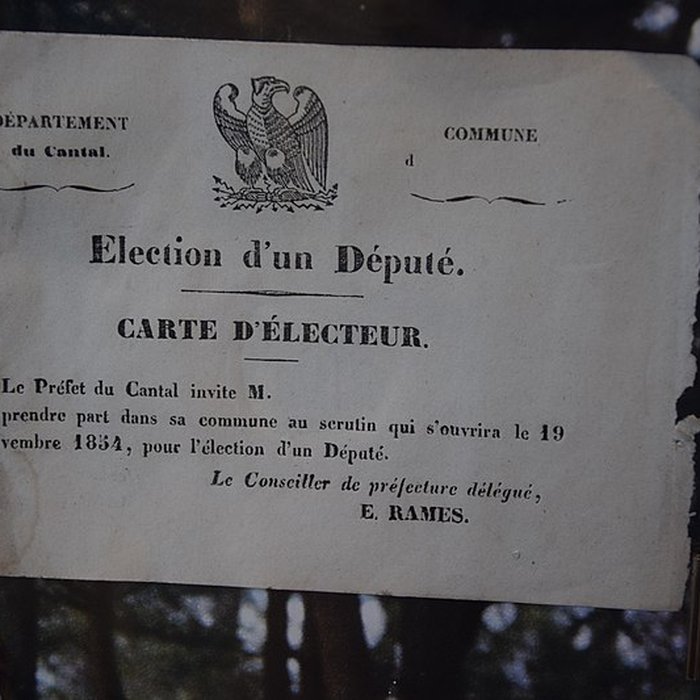 DÉPARTEMENT
du Cantal.
COMMUNE
d
Election d'un Député.
CARTE D'ÉLECTEUR.
Le Préfet du Cantal invite M.
prendre part dans sa commune au scrutin qui s'ouvrira le 19
vembre 1854, pour l'élection d'un Député.
Le Conseiller de préfecture délégué,
E. RAMES.